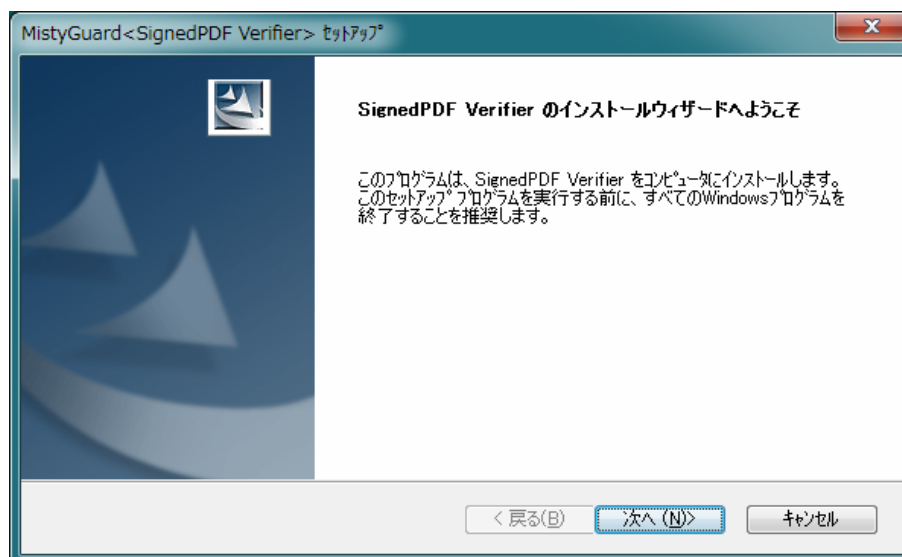 MistyGuard<SignedPDF Verifier> ｾｯﾄｱｯﾌﾟ
SignedPDF Verifier のインストールウィザードへようこそ
このﾌﾟﾛｸﾞﾗﾑは、SignedPDF Verifier をｺﾝﾋﾟｭｰﾀにインストールします。
このｾｯﾄｱｯﾌﾟ ﾌﾟﾛｸﾞﾗﾑを実行する前に、すべてのWindowsﾌﾟﾛｸﾞﾗﾑを
終了することを推奨します。
< 戻る(B)
次へ (N)>
ｷｬﾝｾﾙ